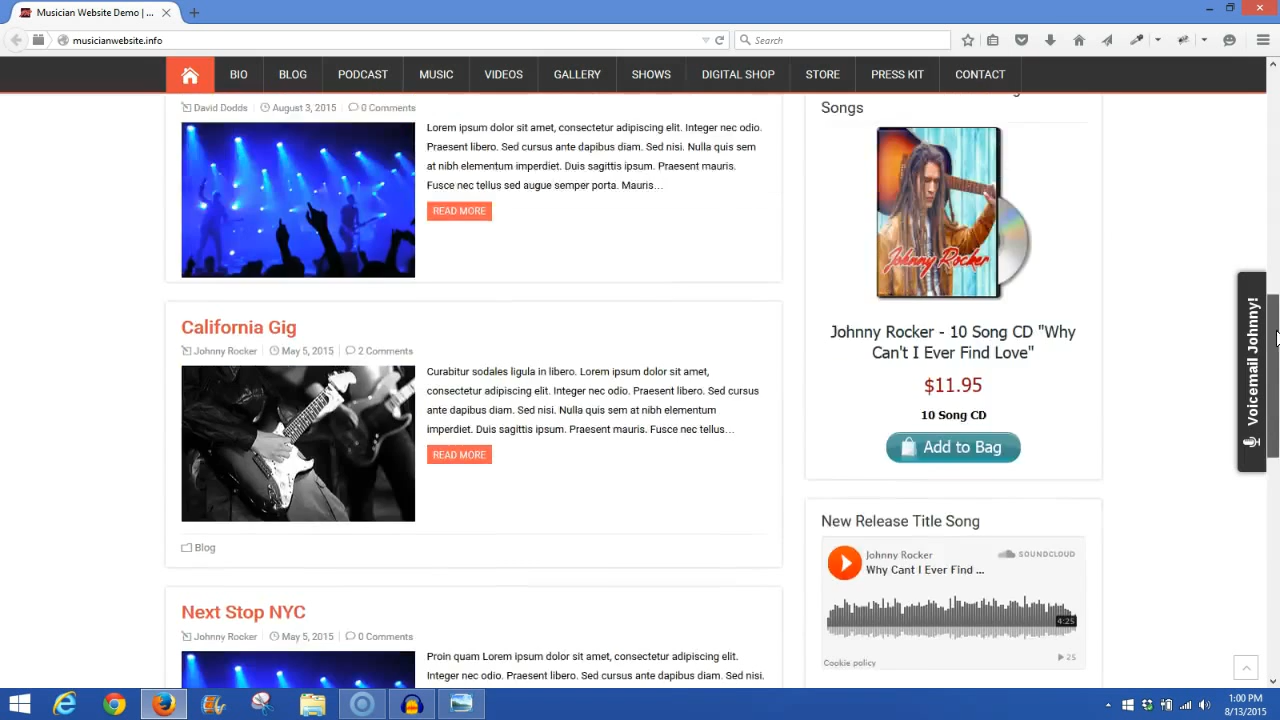 Musician Website Demo | ...
musicianwebsite.info
Search
BIO
BLOG
PODCAST
MUSIC
VIDEOS
GALLERY
SHOWS
DIGITAL SHOP
STORE
PRESS KIT
CONTACT
David Dodds
August 3, 2015
0 Comments
Lorem ipsum dolor sit amet, consectetur adipiscing elit. Integer nec odio.
Praesent libero. Sed cursus ante dapibus diam. Sed nisi. Nulla quis sem
at nibh elementum imperdiet. Duis sagittis ipsum. Praesent mauris.
Fusce nec tellus sed augue semper porta. Mauris…
READ MORE
California Gig
Johnny Rocker
May 5, 2015
2 Comments
Curabitur sodales ligula in libero. Lorem ipsum dolor sit amet,
consectetur adipiscing elit. Integer nec odio. Praesent libero. Sed cursus
ante dapibus diam. Sed nisi. Nulla quis sem at nibh elementum
imperdiet. Duis sagittis ipsum. Praesent mauris. Fusce nec tellus…
READ MORE
Blog
Next Stop NYC
Johnny Rocker
May 5, 2015
0 Comments
Proin quam Lorem ipsum dolor sit amet, consectetur adipiscing elit.
Integer nec odio. Praesent libero. Sed cursus ante dapibus diam. Sed nisi.
Songs
Johnny Rocker
Johnny Rocker - 10 Song CD "Why
Can't I Ever Find Love"
$11.95
10 Song CD
Add to Bag
New Release Title Song
Johnny Rocker
SOUNDCLOUD
Why Cant I Ever Find ...
4:25
Cookie policy
25
Voicemail Johnny!
1:00 PM
8/13/2015